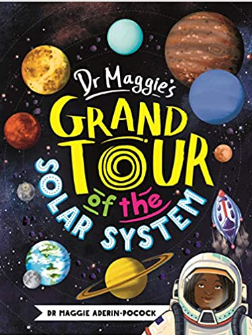 Dr Maggie's
GRAND
TOUR
of the
SOLAR SYSTEM
DR MAGGIE ADERIN-POCOCK